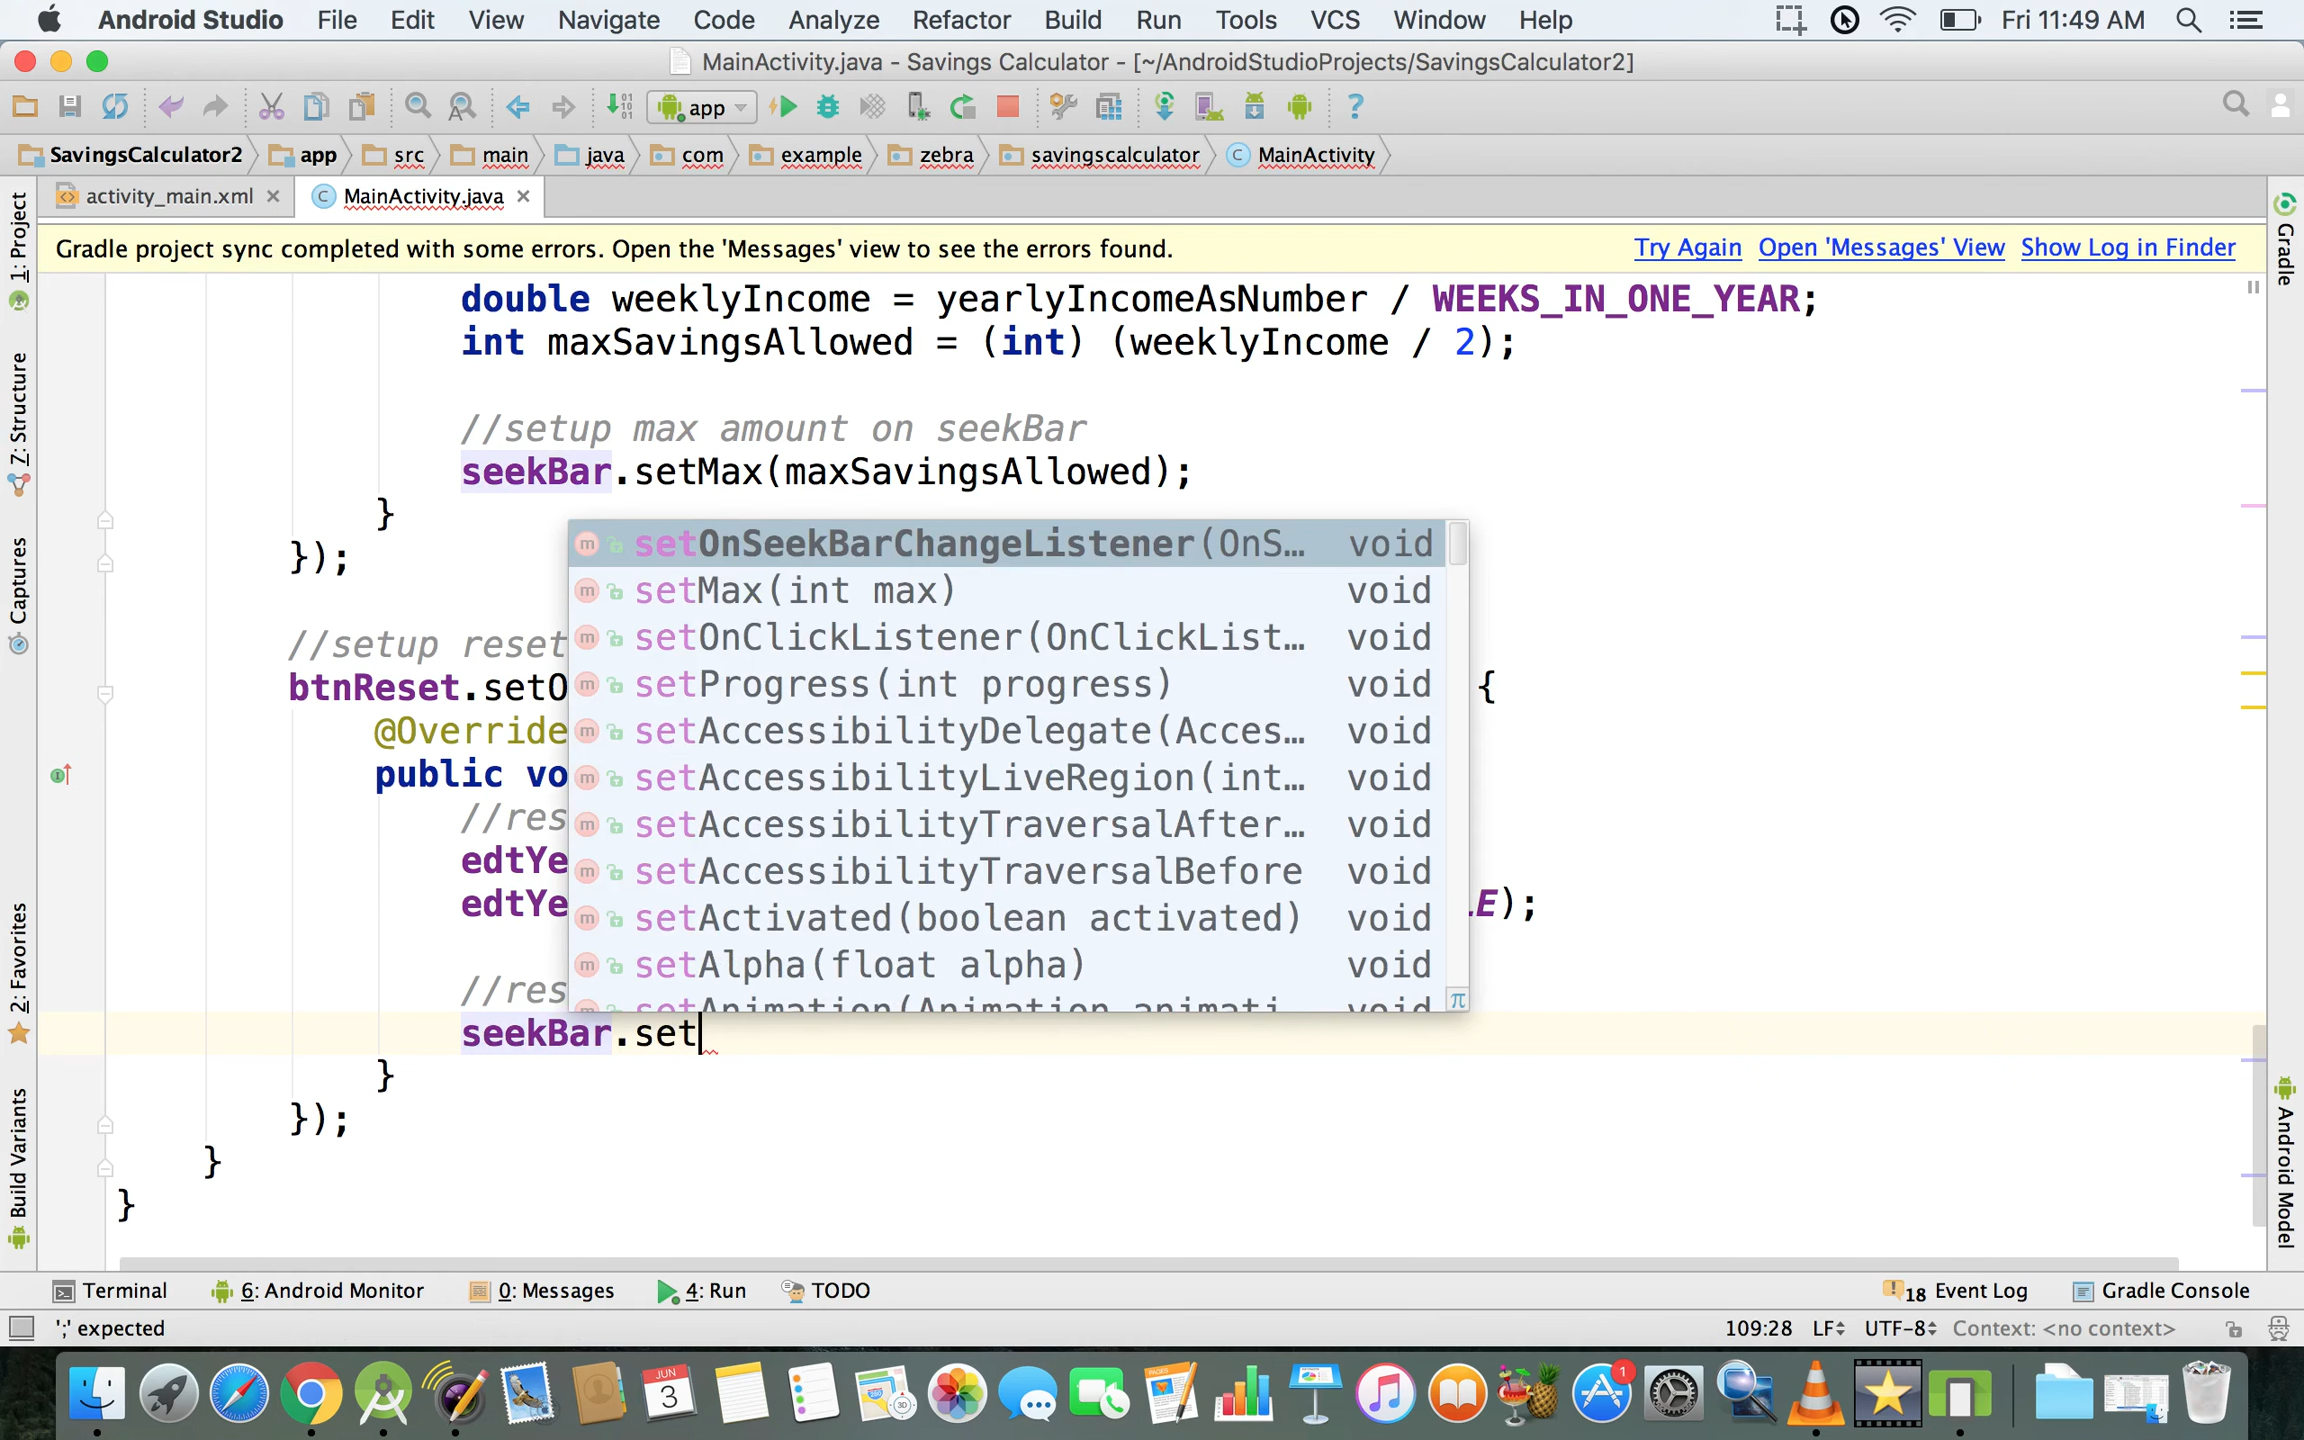 Android Studio File Edit View Navigate Code Analyze Refactor Build Run Tools VCS Window Help Fri 11:49 AM
MainActivity.java - Savings Calculator - [~/AndroidStudioProjects/SavingsCalculator2]
app
SavingsCalculator2 app src main java com example zebra savingscalculator MainActivity
activity_main.xml MainActivity.java
Gradle project sync completed with some errors. Open the 'Messages' view to see the errors found. Try Again Open 'Messages' View Show Log in Finder
double weeklyIncome = yearlyIncomeAsNumber / WEEKS_IN_ONE_YEAR;
int maxSavingsAllowed = (int) (weeklyIncome / 2);
//setup max amount on seekBar
seekBar.setMax(maxSavingsAllowed);
}
});
//setup reset
btnReset.setO {
@Override
public vo
//res
edtYe
edtYe LE);
//res
seekBar.set
}
});
}
}
setOnSeekBarChangeListener(OnS… void
setMax(int max) void
setOnClickListener(OnClickList… void
setProgress(int progress) void
setAccessibilityDelegate(Acces… void
setAccessibilityLiveRegion(int… void
setAccessibilityTraversalAfter… void
setAccessibilityTraversalBefore void
setActivated(boolean activated) void
setAlpha(float alpha) void
setAnimation(Animation animati void
π
1: Project
7: Structure
Captures
2: Favorites
Build Variants
Gradle
Android Model
Terminal 6: Android Monitor 0: Messages 4: Run TODO 18 Event Log Gradle Console
';' expected 109:28 LF UTF-8 Context: <no context>
JUN
3
1